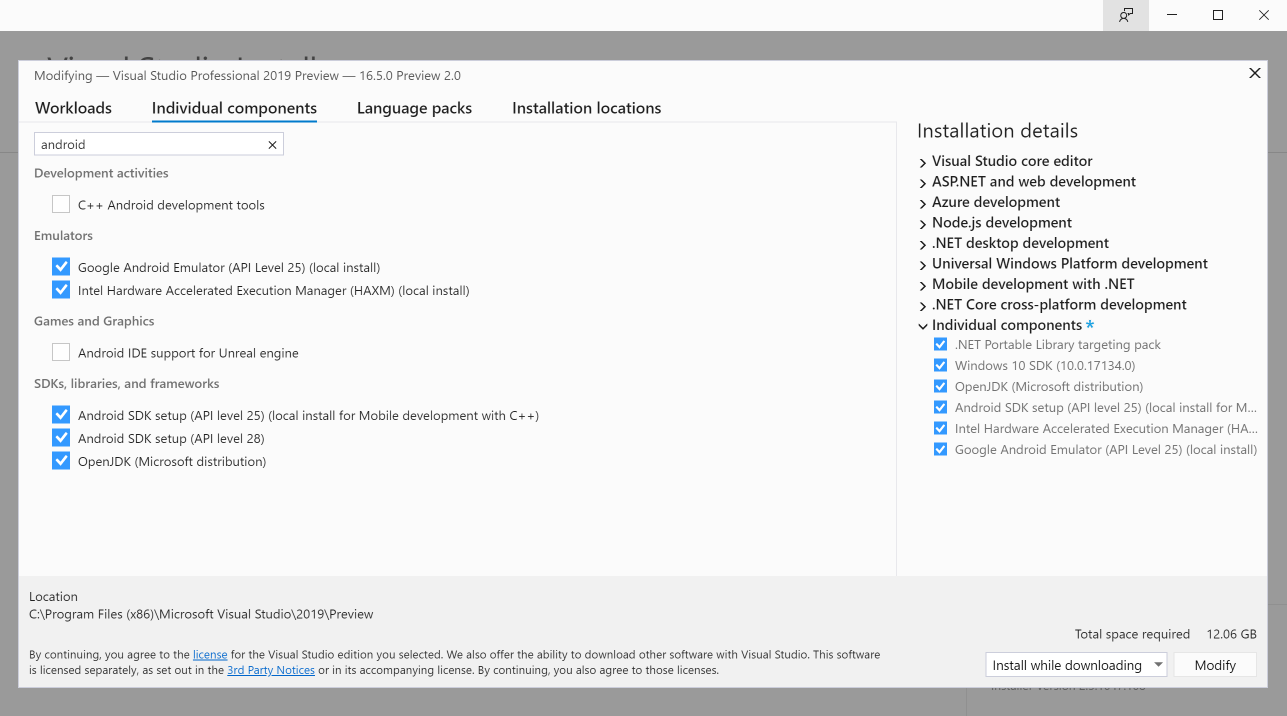 Modifying — Visual Studio Professional 2019 Preview — 16.5.0 Preview 2.0
Workloads
Individual components
Language packs
Installation locations
android
Development activities
C++ Android development tools
Emulators
Google Android Emulator (API Level 25) (local install)
Intel Hardware Accelerated Execution Manager (HAXM) (local install)
Games and Graphics
Android IDE support for Unreal engine
SDKs, libraries, and frameworks
Android SDK setup (API level 25) (local install for Mobile development with C++)
Android SDK setup (API level 28)
OpenJDK (Microsoft distribution)
Installation details
Visual Studio core editor
ASP.NET and web development
Azure development
Node.js development
.NET desktop development
Universal Windows Platform development
Mobile development with .NET
.NET Core cross-platform development
Individual components *
.NET Portable Library targeting pack
Windows 10 SDK (10.0.17134.0)
OpenJDK (Microsoft distribution)
Android SDK setup (API level 25) (local install for M...
Intel Hardware Accelerated Execution Manager (HA...
Google Android Emulator (API Level 25) (local install)
Location
C:\Program Files (x86)\Microsoft Visual Studio\2019\Preview
Total space required 12.06 GB
By continuing, you agree to the license for the Visual Studio edition you selected. We also offer the ability to download other software with Visual Studio. This software
is licensed separately, as set out in the 3rd Party Notices or in its accompanying license. By continuing, you also agree to those licenses.
Install while downloading
Modify